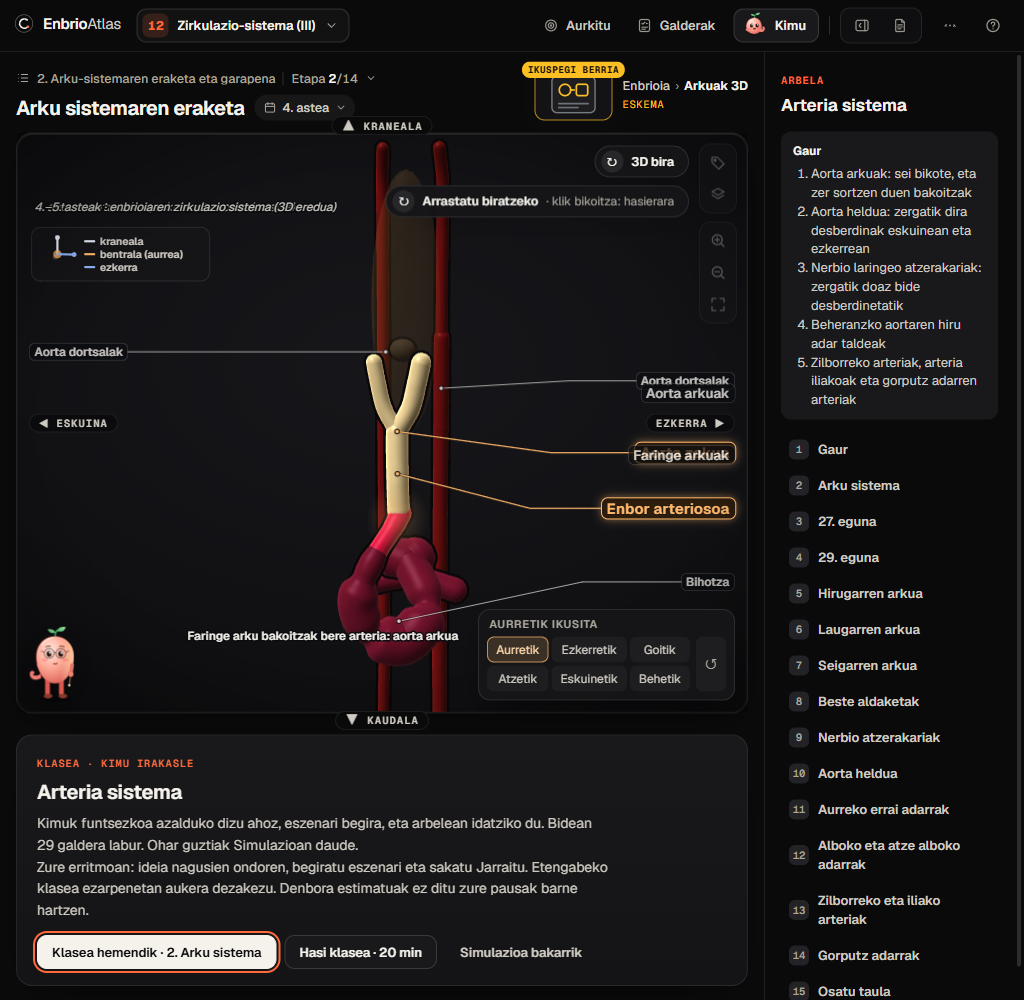 EnbrioAtlas
12 Zirkulazio-sistema (III)
Aurkitu
Galderak
Kimu
2. Arku-sistemaren eraketa eta garapena
Etapa 2/14
Arku sistemaren eraketa
4. astea
IKUSPEGI BERRIA
Enbrioia › Arkuak 3D
ESKEMA
▲ KRANEALA
3D bira
Arrastatu biratzeko · klik bikoitza: hasierara
enbrioiaren zirkulazio sistema (3D eredua)
kraneala
bentrala (aurrea)
ezkerra
Aorta dortsalak
Aorta dortsalak
Aorta arkuak
◀ ESKUINA
EZKERRA ▶
Faringe arkuak
Enbor arteriosoa
Bihotza
Faringe arku bakoitzak bere arteria: aorta arkua
AURRETIK IKUSITA
Aurretik
Ezkerretik
Goitik
Atzetik
Eskuinetik
Behetik
▼ KAUDALA
KLASEA · KIMU IRAKASLE
Arteria sistema
Kimuk funtsezkoa azalduko dizu ahoz, eszenari begira, eta arbelean idatziko du. Bidean
29 galdera labur. Ohar guztiak Simulazioan daude.
Zure erritmoan: ideia nagusien ondoren, begiratu eszenari eta sakatu Jarraitu. Etengabeko
klasea ezarpenetan aukera dezakezu. Denbora estimatuak ez ditu zure pausak barne
hartzen.
Klasea hemendik · 2. Arku sistema
Hasi klasea · 20 min
Simulazioa bakarrik
ARBELA
Arteria sistema
Gaur
1. Aorta arkuak: sei bikote, eta
zer sortzen duen bakoitzak
2. Aorta heldua: zergatik dira
desberdinak eskuinean eta
ezkerrean
3. Nerbio laringeo atzerakariak:
zergatik doaz bide
desberdinetatik
4. Beheranzko aortaren hiru
adar taldeak
5. Zilborreko arteriak, arteria
iliakoak eta gorputz adarren
arteriak
1 Gaur
2 Arku sistema
3 27. eguna
4 29. eguna
5 Hirugarren arkua
6 Laugarren arkua
7 Seigarren arkua
8 Beste aldaketak
9 Nerbio atzerakariak
10 Aorta heldua
11 Aurreko errai adarrak
12 Alboko eta atze alboko
adarrak
13 Zilborreko eta iliako
arteriak
14 Gorputz adarrak
15 Osatu taula